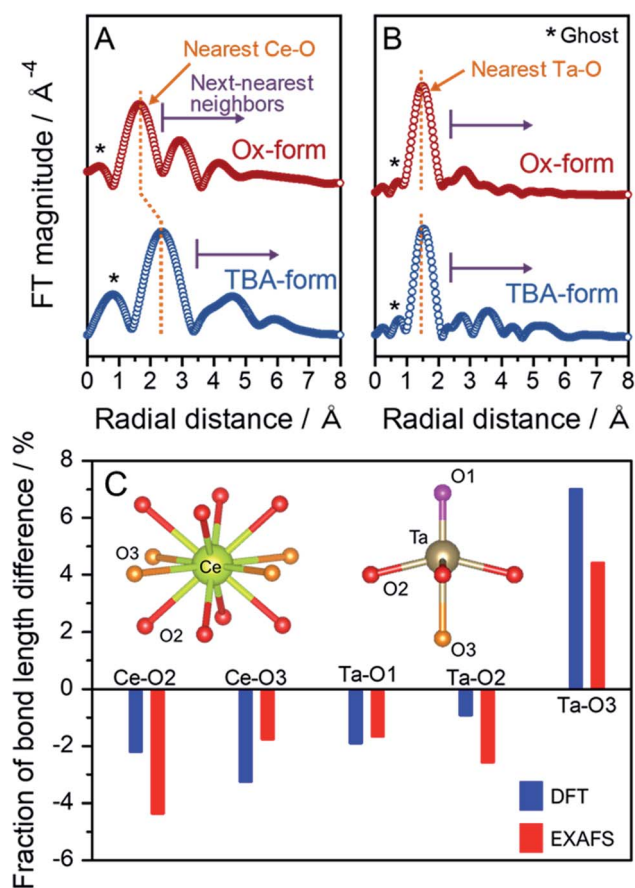 A
Nearest Ce-O
Next-nearest
neighbors
*
Ox-form
*
TBA-form
FT magnitude / Å⁻⁴
0 1 2 3 4 5 6 7 8
Radial distance / Å
B
* Ghost
Nearest Ta-O
*
Ox-form
*
TBA-form
0 1 2 3 4 5 6 7 8
Radial distance / Å
C
Fraction of bond length difference / %
8
6
4
2
0
-2
-4
-6
O3
Ce
O2
O1
Ta
O2
O3
Ce-O2
Ce-O3
Ta-O1
Ta-O2
Ta-O3
DFT
EXAFS